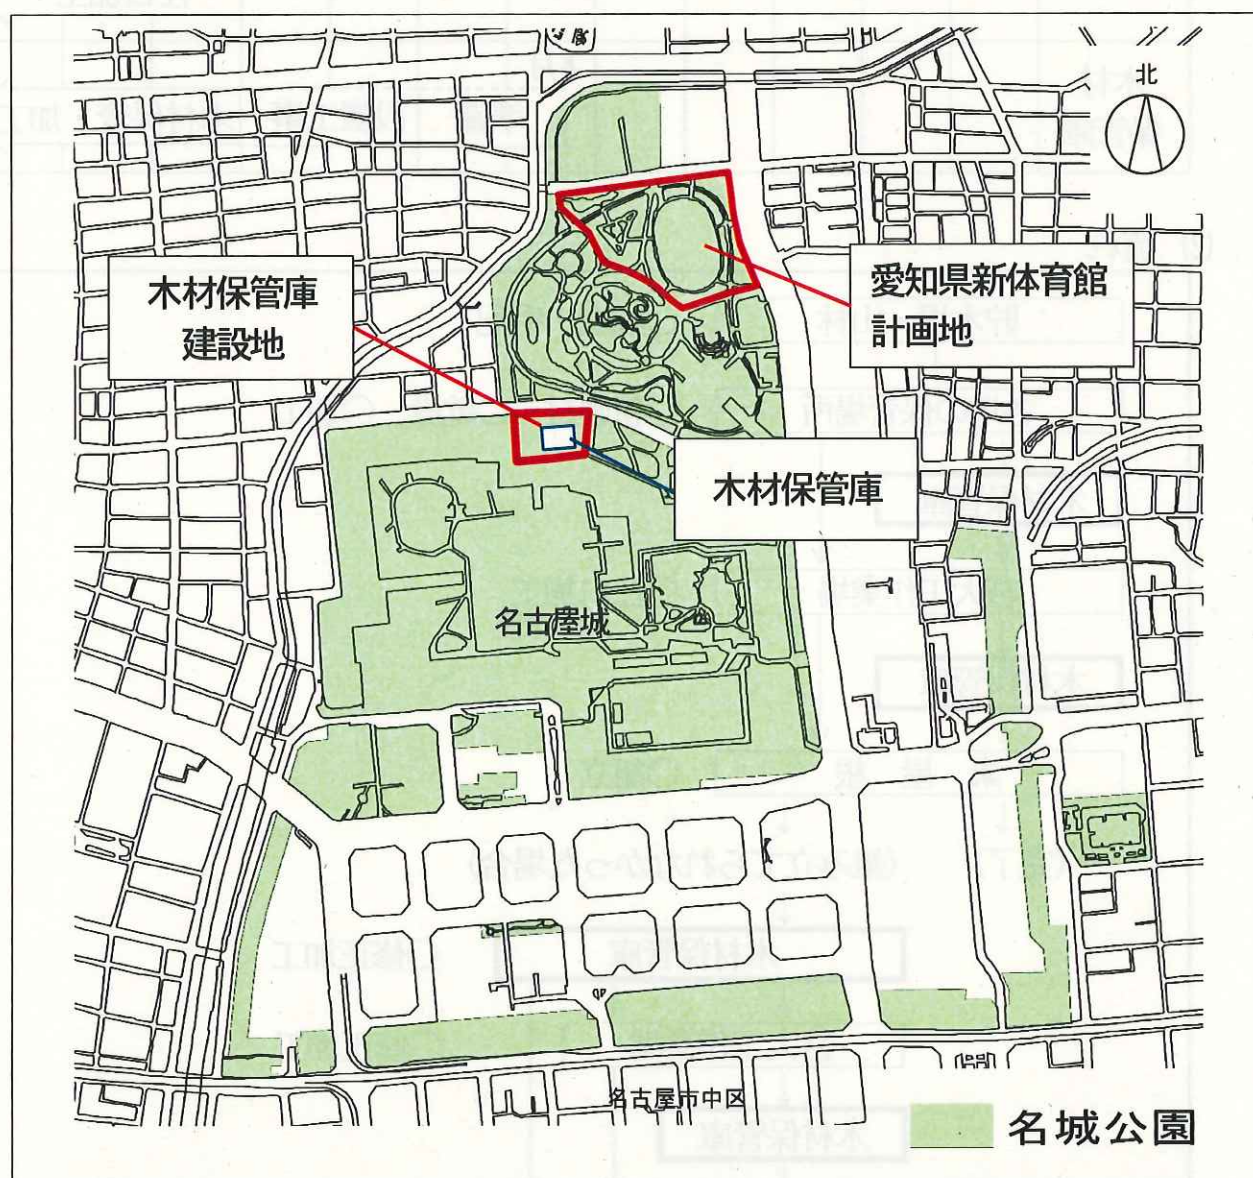 北
木材保管庫
建設地
愛知県新体育館
計画地
木材保管庫
名古屋城
名古屋市中区
名城公園